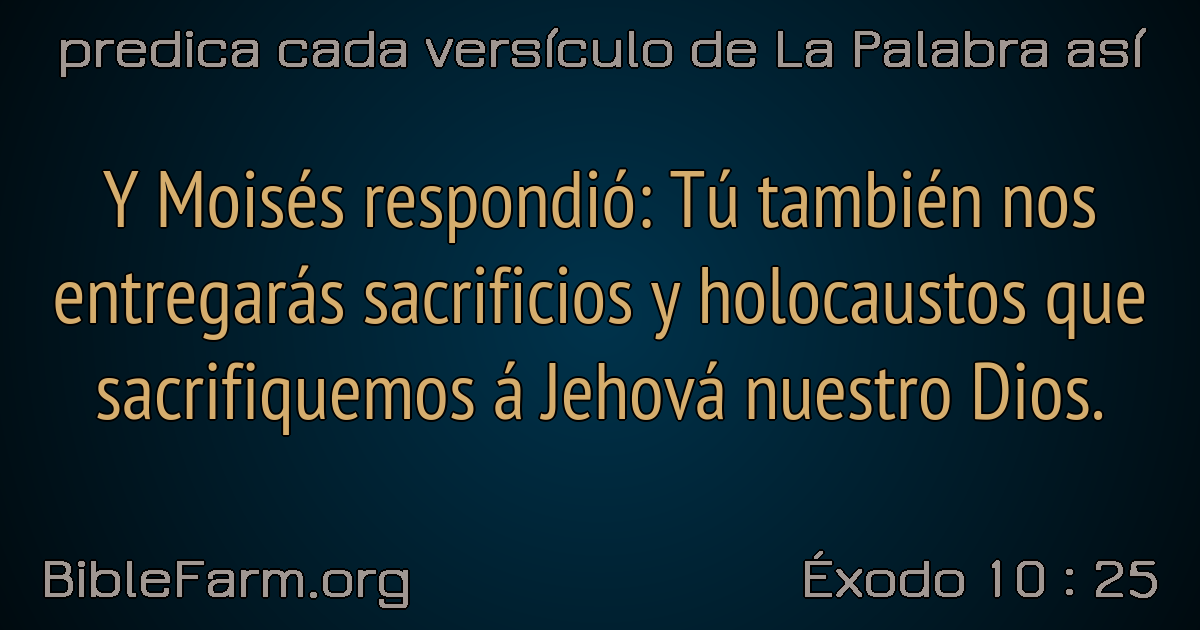 predica cada versículo de La Palabra así
Y Moisés respondió: Tú también nos
entregarás sacrificios y holocaustos que
sacrifiquemos á Jehová nuestro Dios.
BibleFarm.org
Éxodo 10 : 25